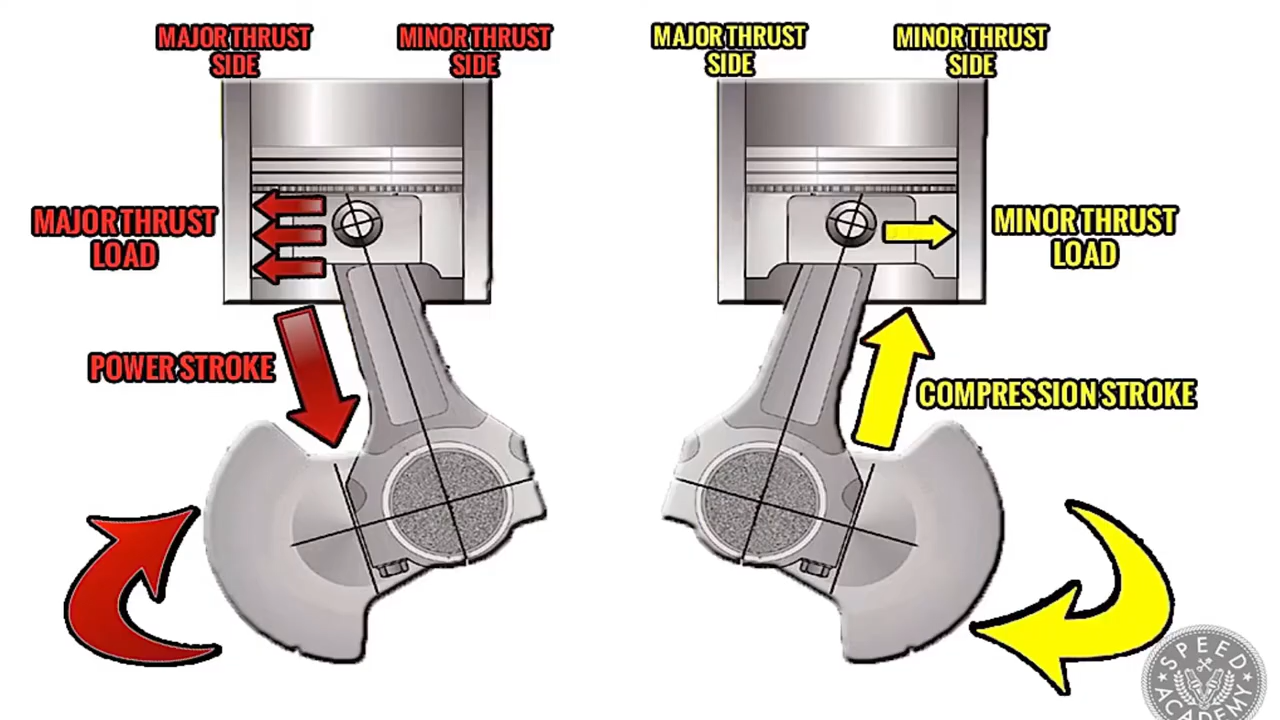 MAJOR THRUST
SIDE
MINOR THRUST
SIDE
MAJOR THRUST
SIDE
MINOR THRUST
SIDE
MAJOR THRUST
LOAD
MINOR THRUST
LOAD
POWER STROKE
COMPRESSION STROKE
SPEED
ACADEMY